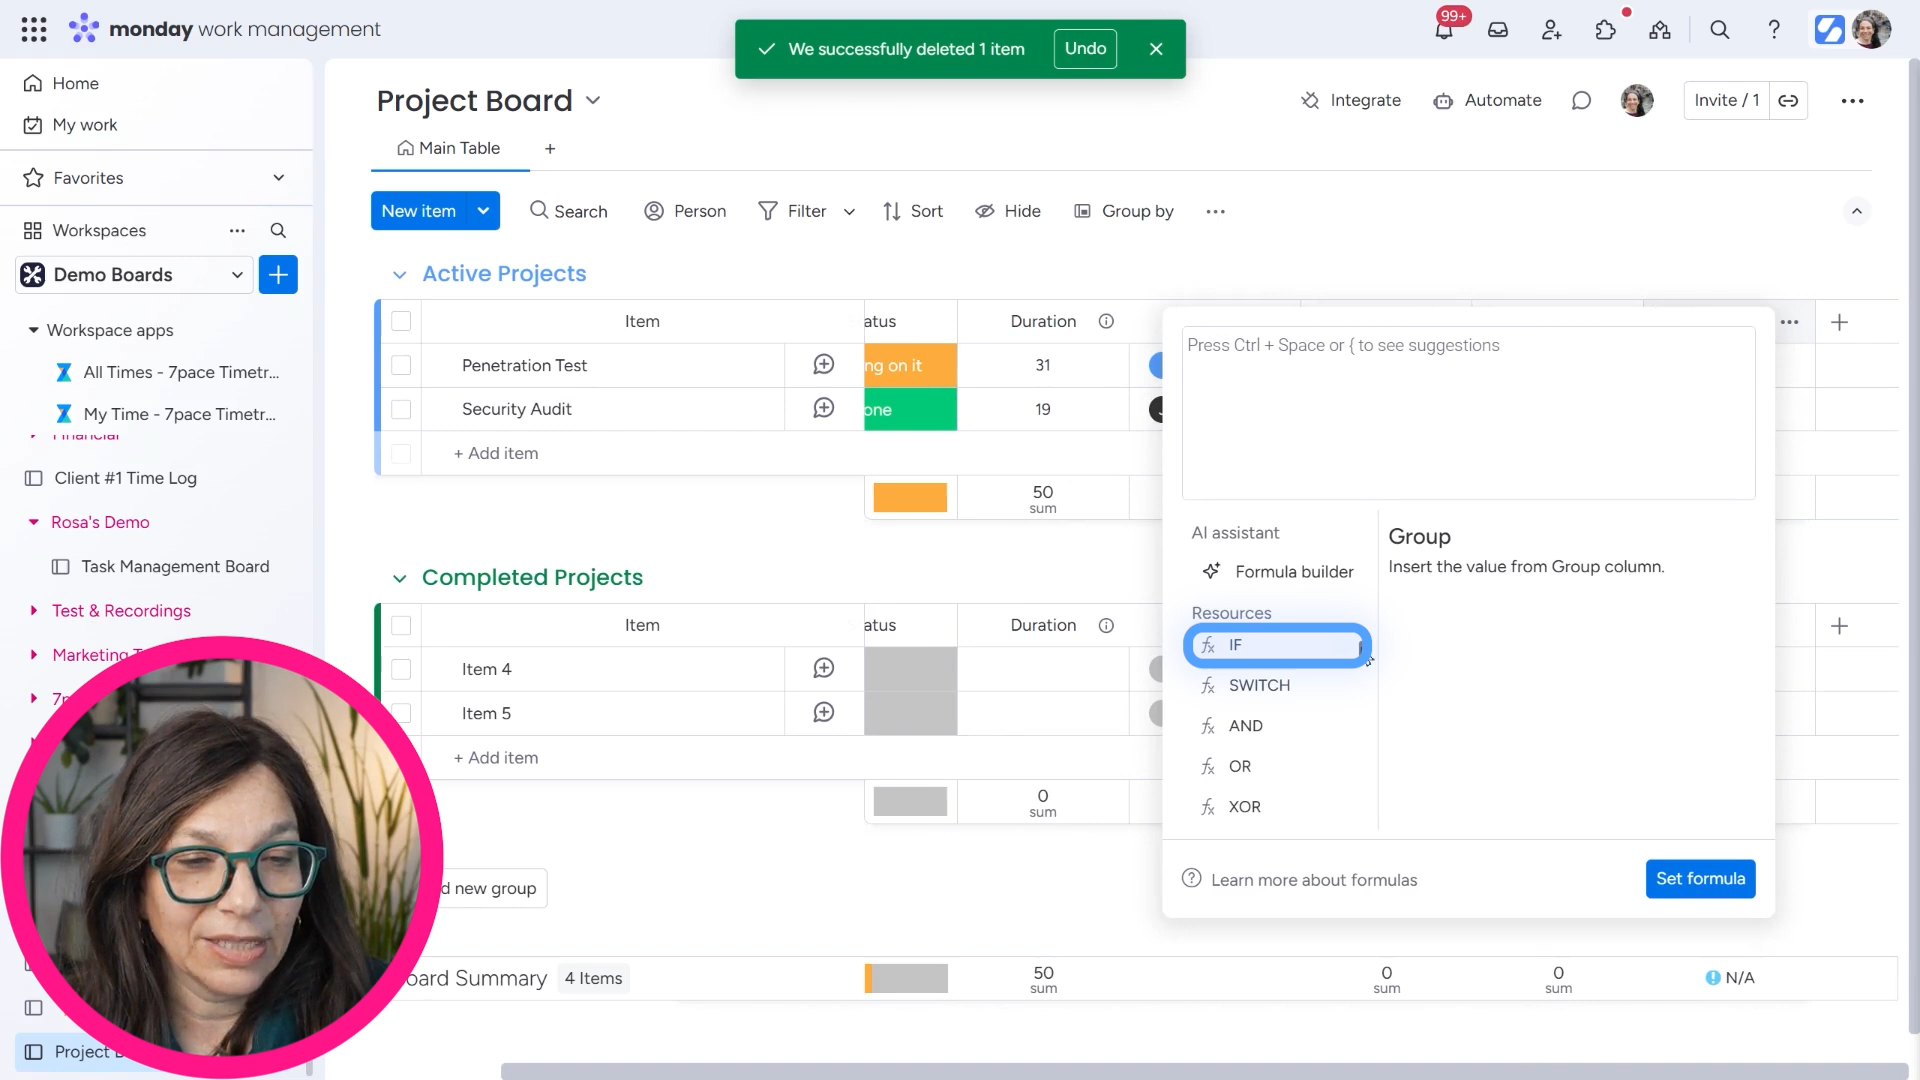 monday work management
We successfully deleted 1 item
Undo
99+
Home
My work
Favorites
Workspaces
Demo Boards
Workspace apps
All Times - 7pace Timetr...
My Time - 7pace Timetr...
Financial
Client #1 Time Log
Rosa's Demo
Task Management Board
Test & Recordings
Marketing
Project
Project Board
Integrate
Automate
Invite / 1
Main Table
New item
Search
Person
Filter
Sort
Hide
Group by
Active Projects
Item
atus
Duration
Penetration Test
ng on it
31
Security Audit
one
19
+ Add item
50
sum
Completed Projects
Item
atus
Duration
Item 4
Item 5
+ Add item
0
sum
d new group
oard Summary
4 Items
50
sum
0
sum
0
sum
N/A
Press Ctrl + Space or { to see suggestions
AI assistant
Formula builder
Resources
IF
SWITCH
AND
OR
XOR
Group
Insert the value from Group column.
Learn more about formulas
Set formula